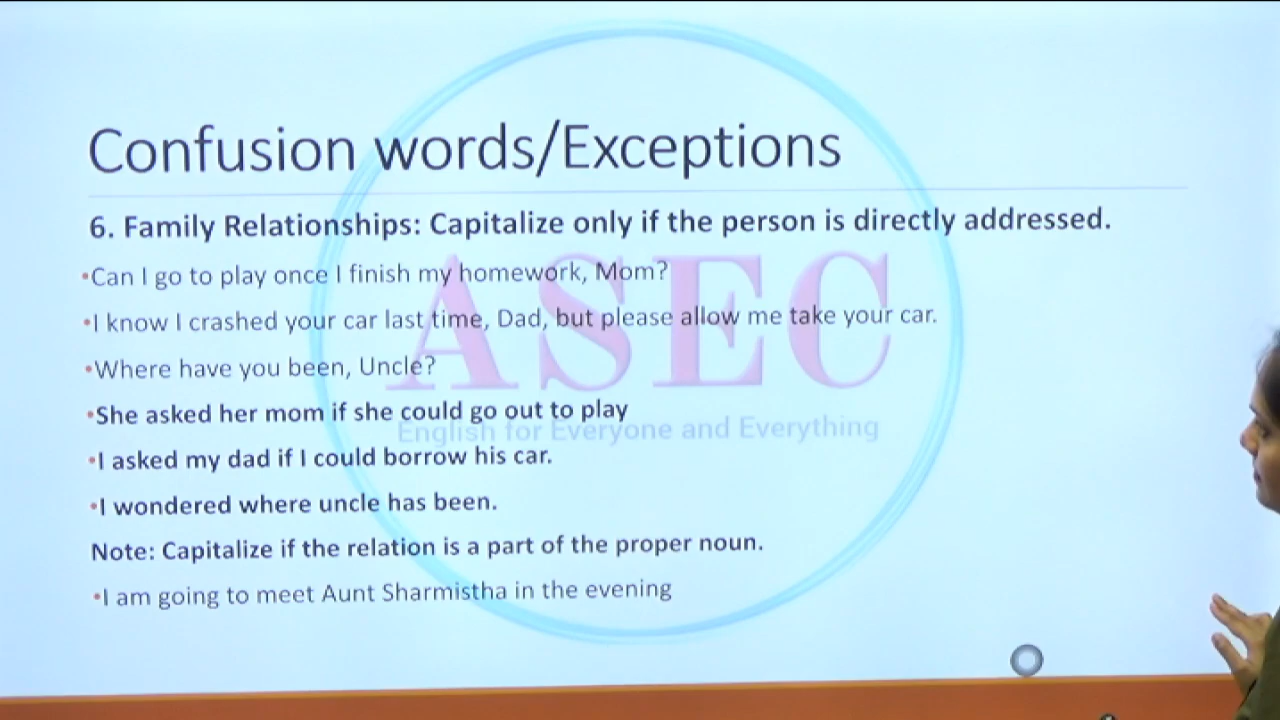 Confusion words/Exceptions
6. Family Relationships: Capitalize only if the person is directly addressed.
•Can I go to play once I finish my homework, Mom?
•I know I crashed your car last time, Dad, but please allow me take your car.
•Where have you been, Uncle?
•She asked her mom if she could go out to play
•I asked my dad if I could borrow his car.
•I wondered where uncle has been.
Note: Capitalize if the relation is a part of the proper noun.
•I am going to meet Aunt Sharmistha in the evening
ASEC
English for Everyone and Everything